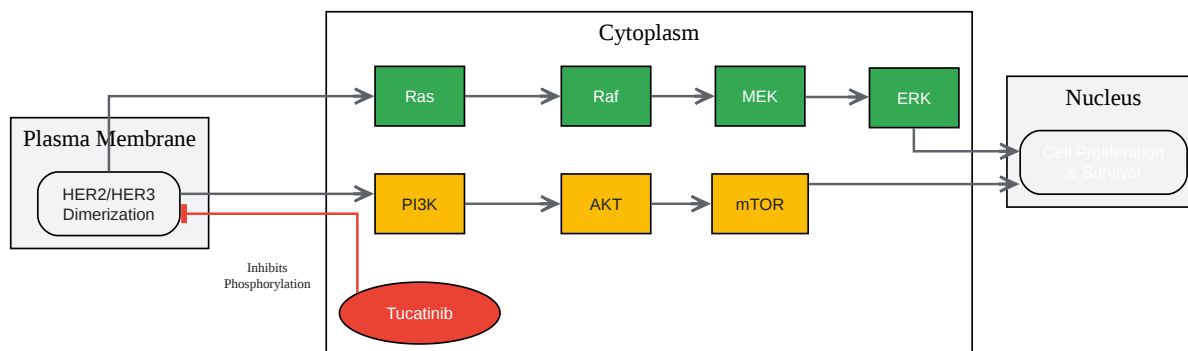 Cytoplasm
Ras
Raf
MEK
ERK
Nucleus
Plasma Membrane
Cell Proliferation
& Survival
HER2/HER3
Dimerization
PI3K
AKT
mTOR
Inhibits
Phosphorylation
Tucatinib